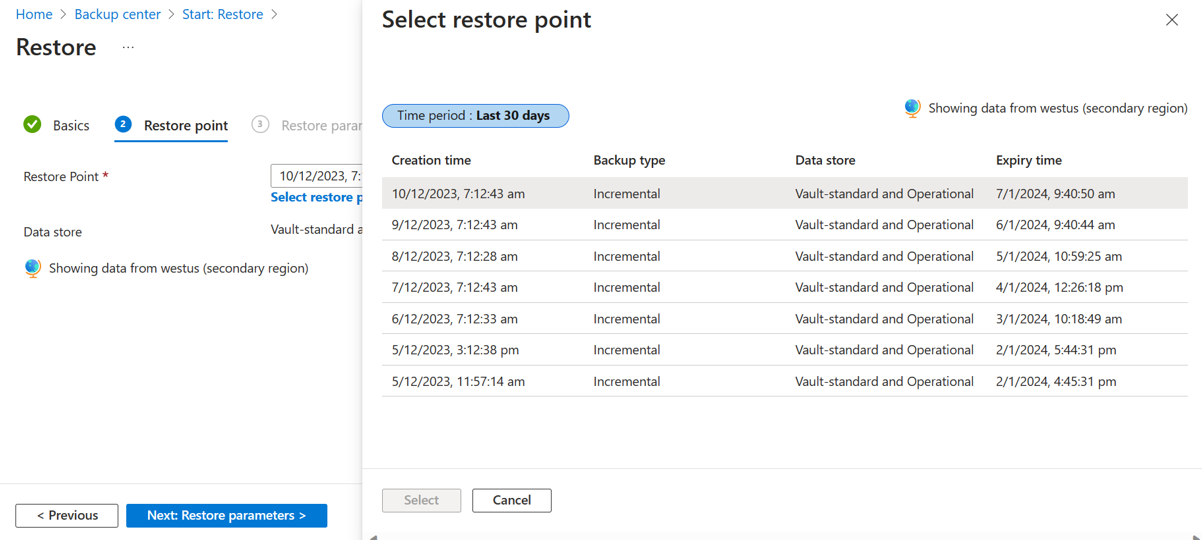 Home > Backup center > Start: Restore >
Restore ...
Basics 2 Restore point 3 Restore para
Restore Point * 10/12/2023, 7:
Select restore p
Data store Vault-standard a
Showing data from westus (secondary region)
< Previous Next: Restore parameters >
Select restore point
Time period : Last 30 days
Showing data from westus (secondary region)
Creation time Backup type Data store Expiry time
10/12/2023, 7:12:43 am Incremental Vault-standard and Operational 7/1/2024, 9:40:50 am
9/12/2023, 7:12:43 am Incremental Vault-standard and Operational 6/1/2024, 9:40:44 am
8/12/2023, 7:12:28 am Incremental Vault-standard and Operational 5/1/2024, 10:59:25 am
7/12/2023, 7:12:43 am Incremental Vault-standard and Operational 4/1/2024, 12:26:18 pm
6/12/2023, 7:12:33 am Incremental Vault-standard and Operational 3/1/2024, 10:18:49 am
5/12/2023, 3:12:38 pm Incremental Vault-standard and Operational 2/1/2024, 5:44:31 pm
5/12/2023, 11:57:14 am Incremental Vault-standard and Operational 2/1/2024, 4:45:31 pm
Select Cancel